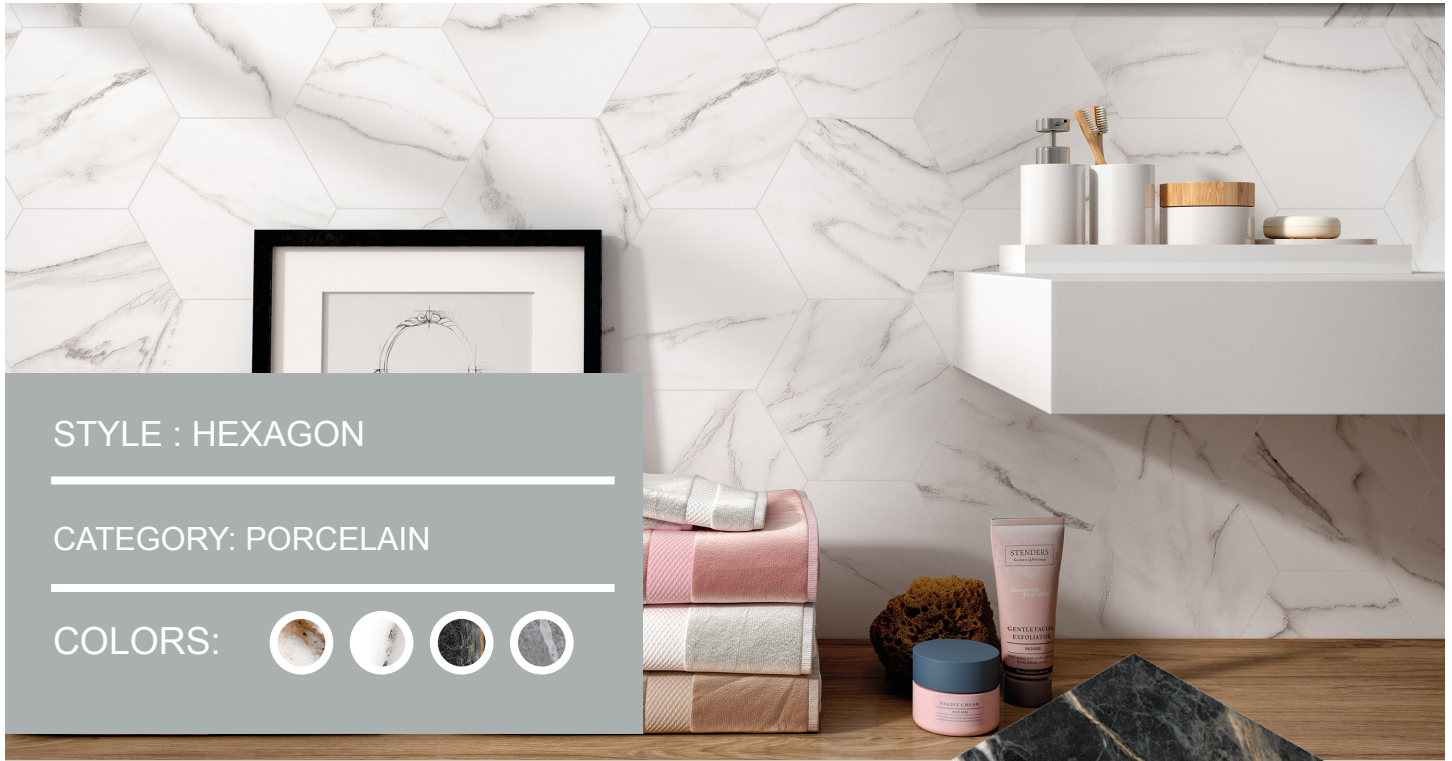 STYLE : HEXAGON
CATEGORY: PORCELAIN
COLORS:
STENDERS
GENTLE FACIAL
EXFOLIATOR
NIGHT CREAM